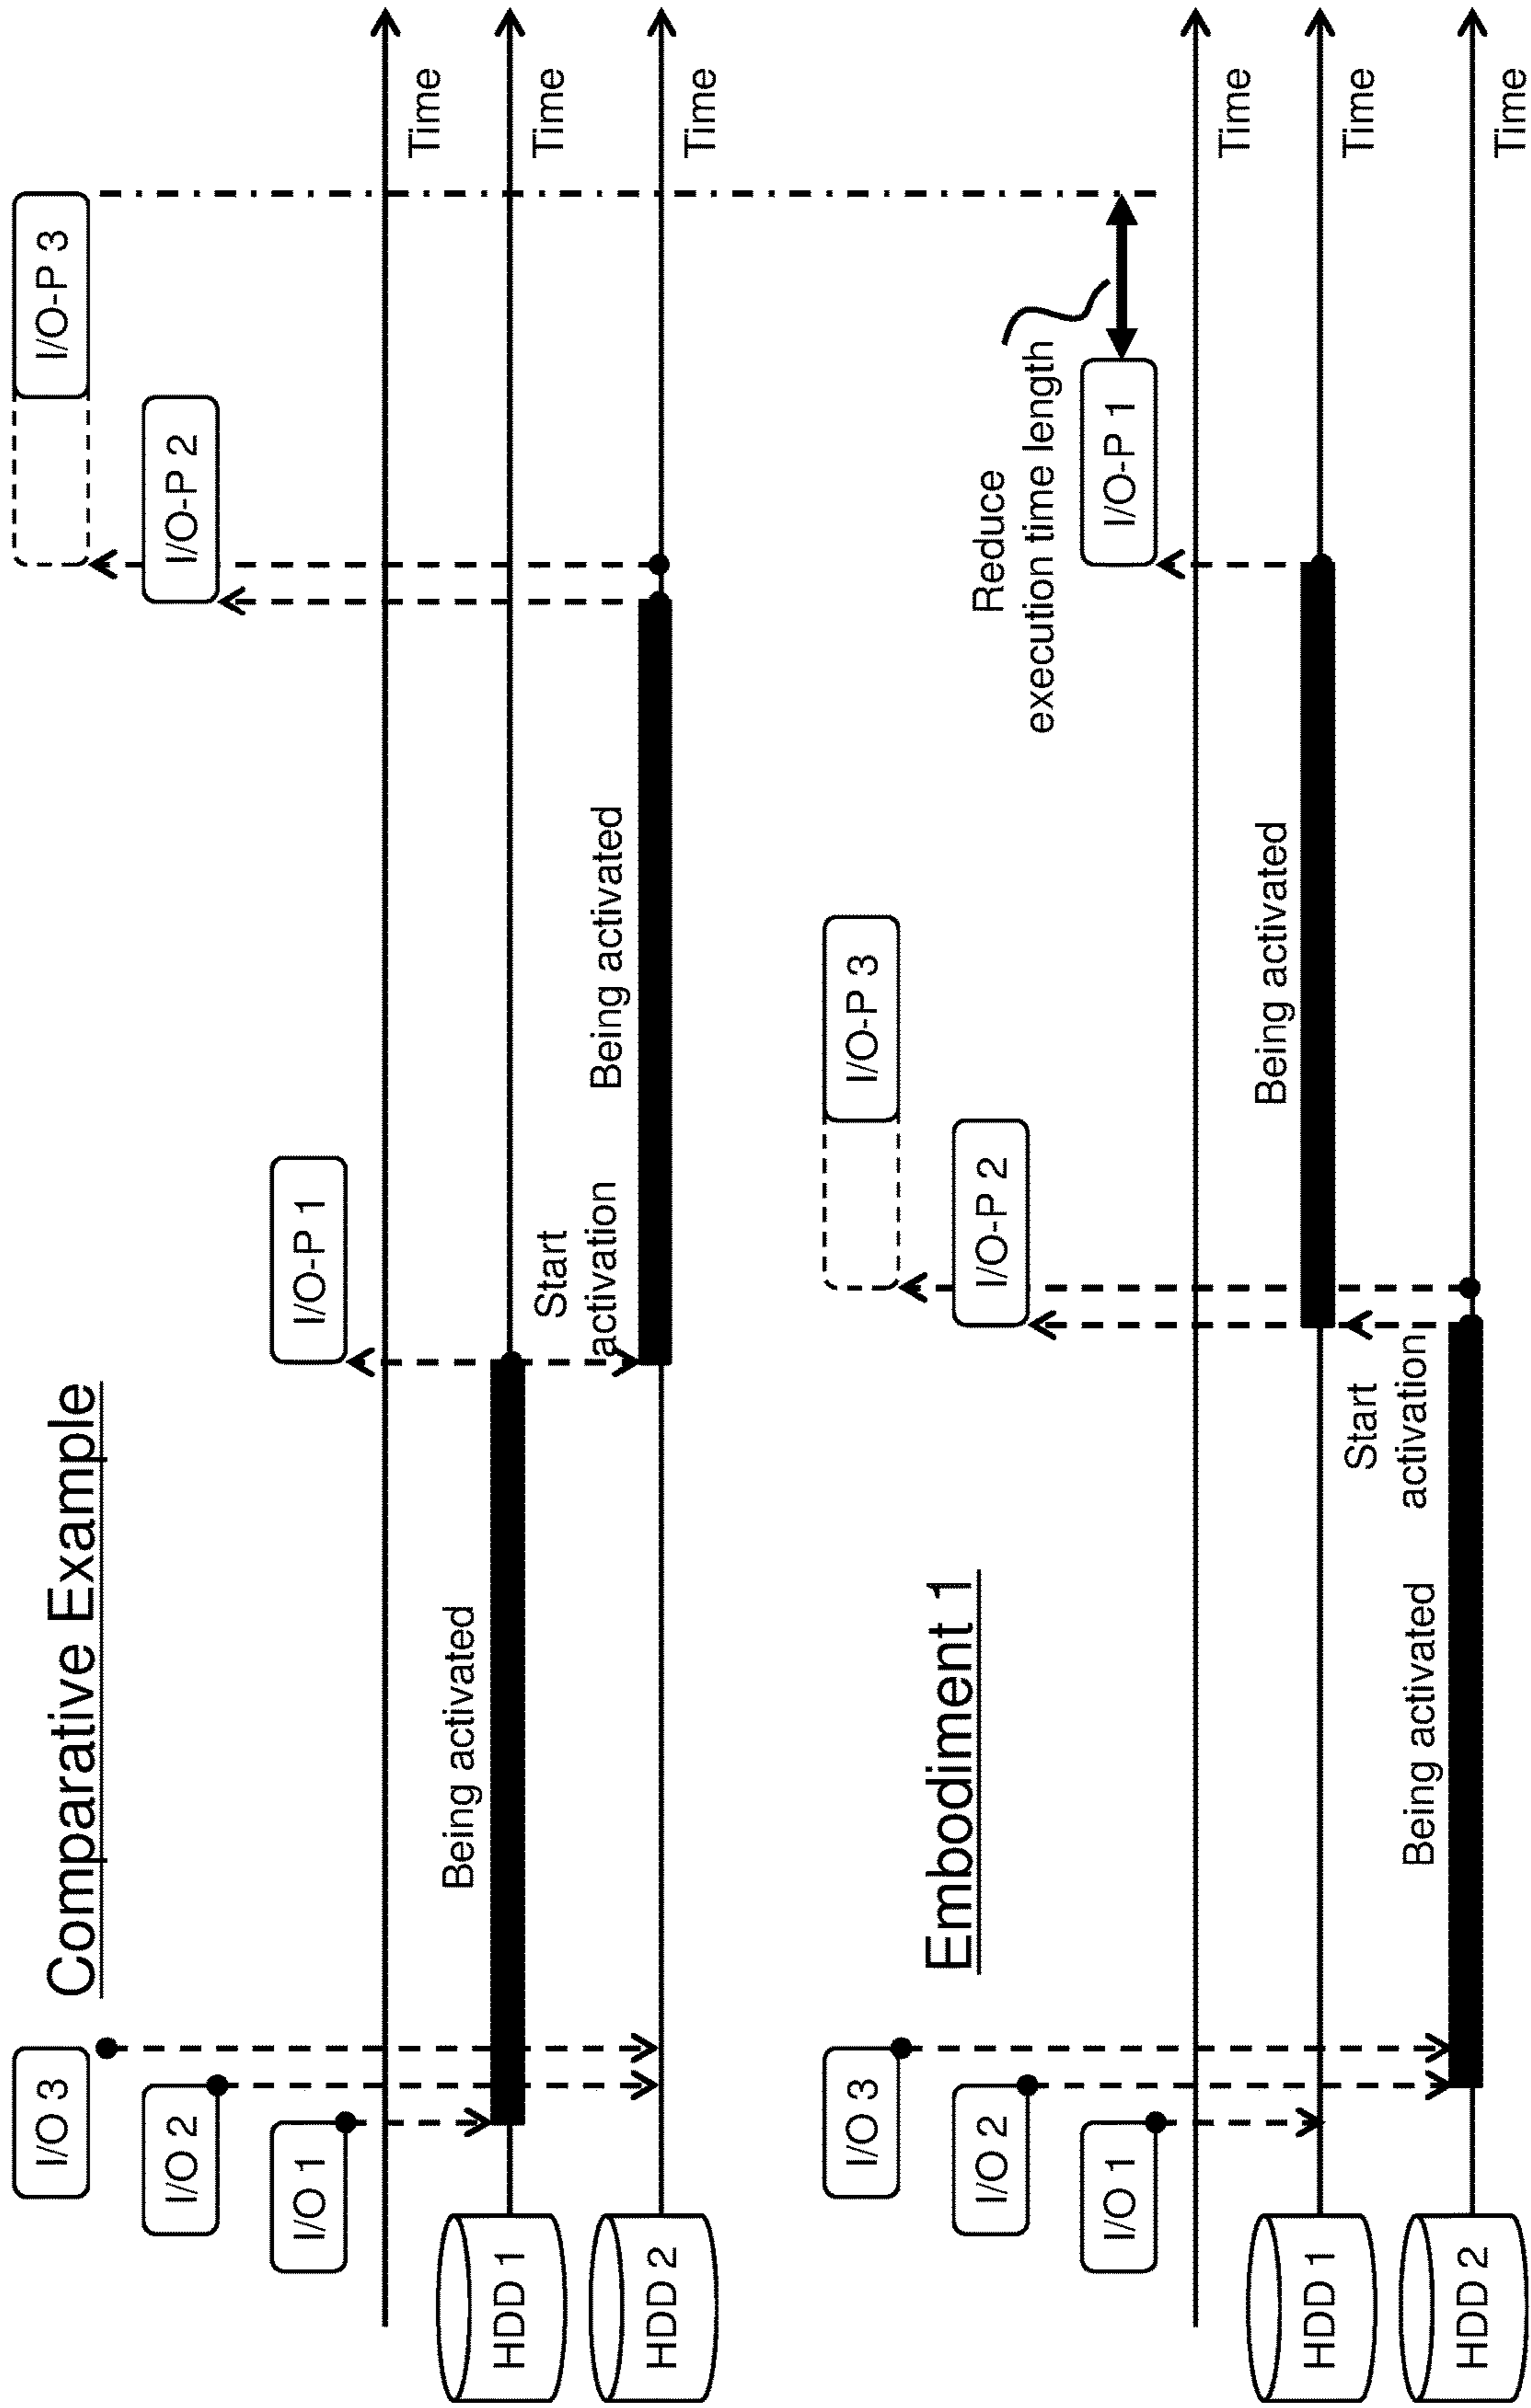 Comparative Example
I/O 3
I/O-P 3
I/O 2
I/O-P 2
I/O 1
I/O-P 1
Time
HDD 1
Being activated
Time
Start
activation
HDD 2
Being activated
Time
Embodiment 1
I/O 3
I/O-P 3
I/O 2
I/O-P 2
Reduce
execution time length
I/O 1
I/O-P 1
Time
HDD 1
Being activated
Time
Start
activation
HDD 2
Being activated
Time